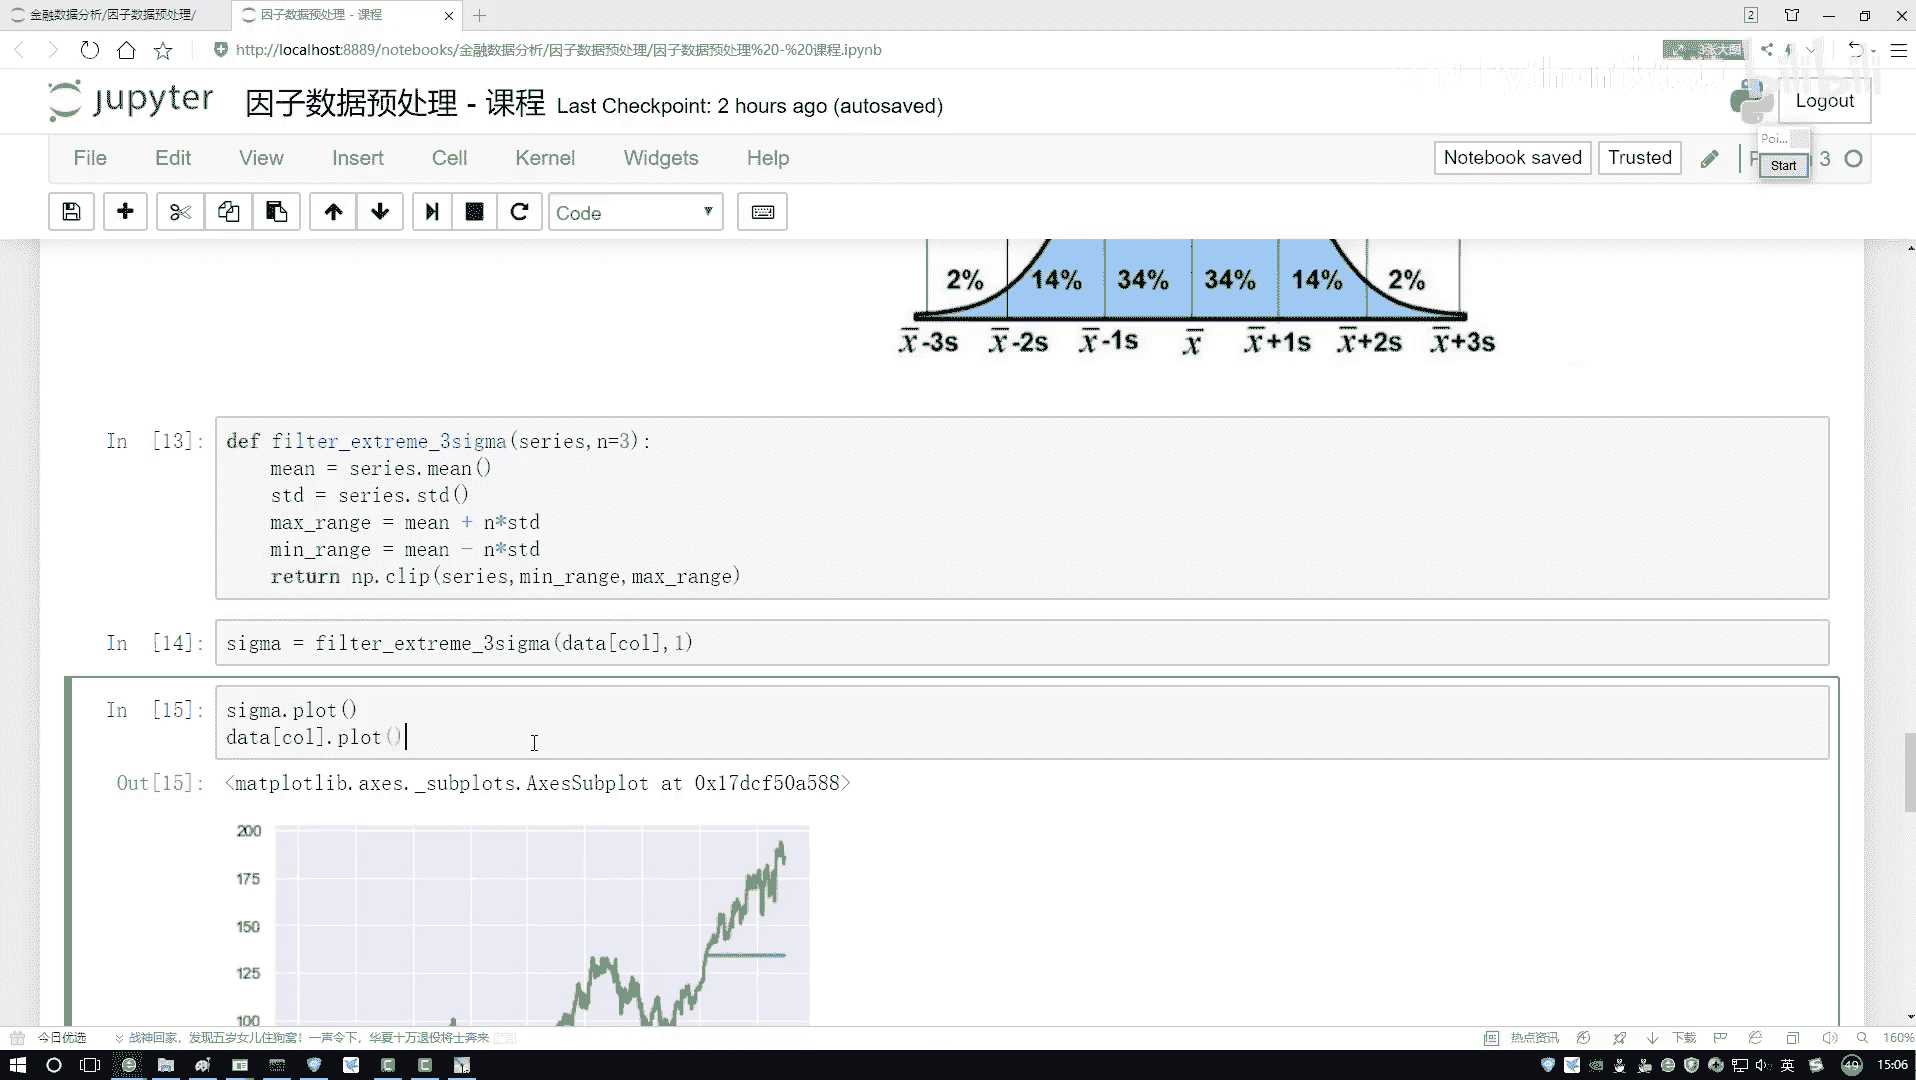 金融数据分析/因子数据预处理/
因子数据预处理 - 课程
2
http://localhost:8889/notebooks/金融数据分析/因子数据预处理/因子数据预处理%20-%20课程.ipynb
3张大图
bilibili
jupyter
因子数据预处理 - 课程 Last Checkpoint: 2 hours ago (autosaved)
Logout
File Edit View Insert Cell Kernel Widgets Help
Notebook saved
Trusted
3
Poi...
Start
Code
2% 14% 34% 34% 14% 2%
x̅-3s x̅-2s x̅-1s x̅ x̅+1s x̅+2s x̅+3s
In [13]:
def filter_extreme_3sigma(series,n=3):
    mean = series.mean()
    std = series.std()
    max_range = mean + n*std
    min_range = mean - n*std
    return np.clip(series,min_range,max_range)
In [14]:
sigma = filter_extreme_3sigma(data[col],1)
In [15]:
sigma.plot()
data[col].plot()
Out[15]:
<matplotlib.axes._subplots.AxesSubplot at 0x17dcf50a588>
200
175
150
125
100
今日优选
战神回家，发现五岁女儿住狗窝！一声令下，华夏十万退役将士奔来
热点资讯
下载
160%
英
49
15:06